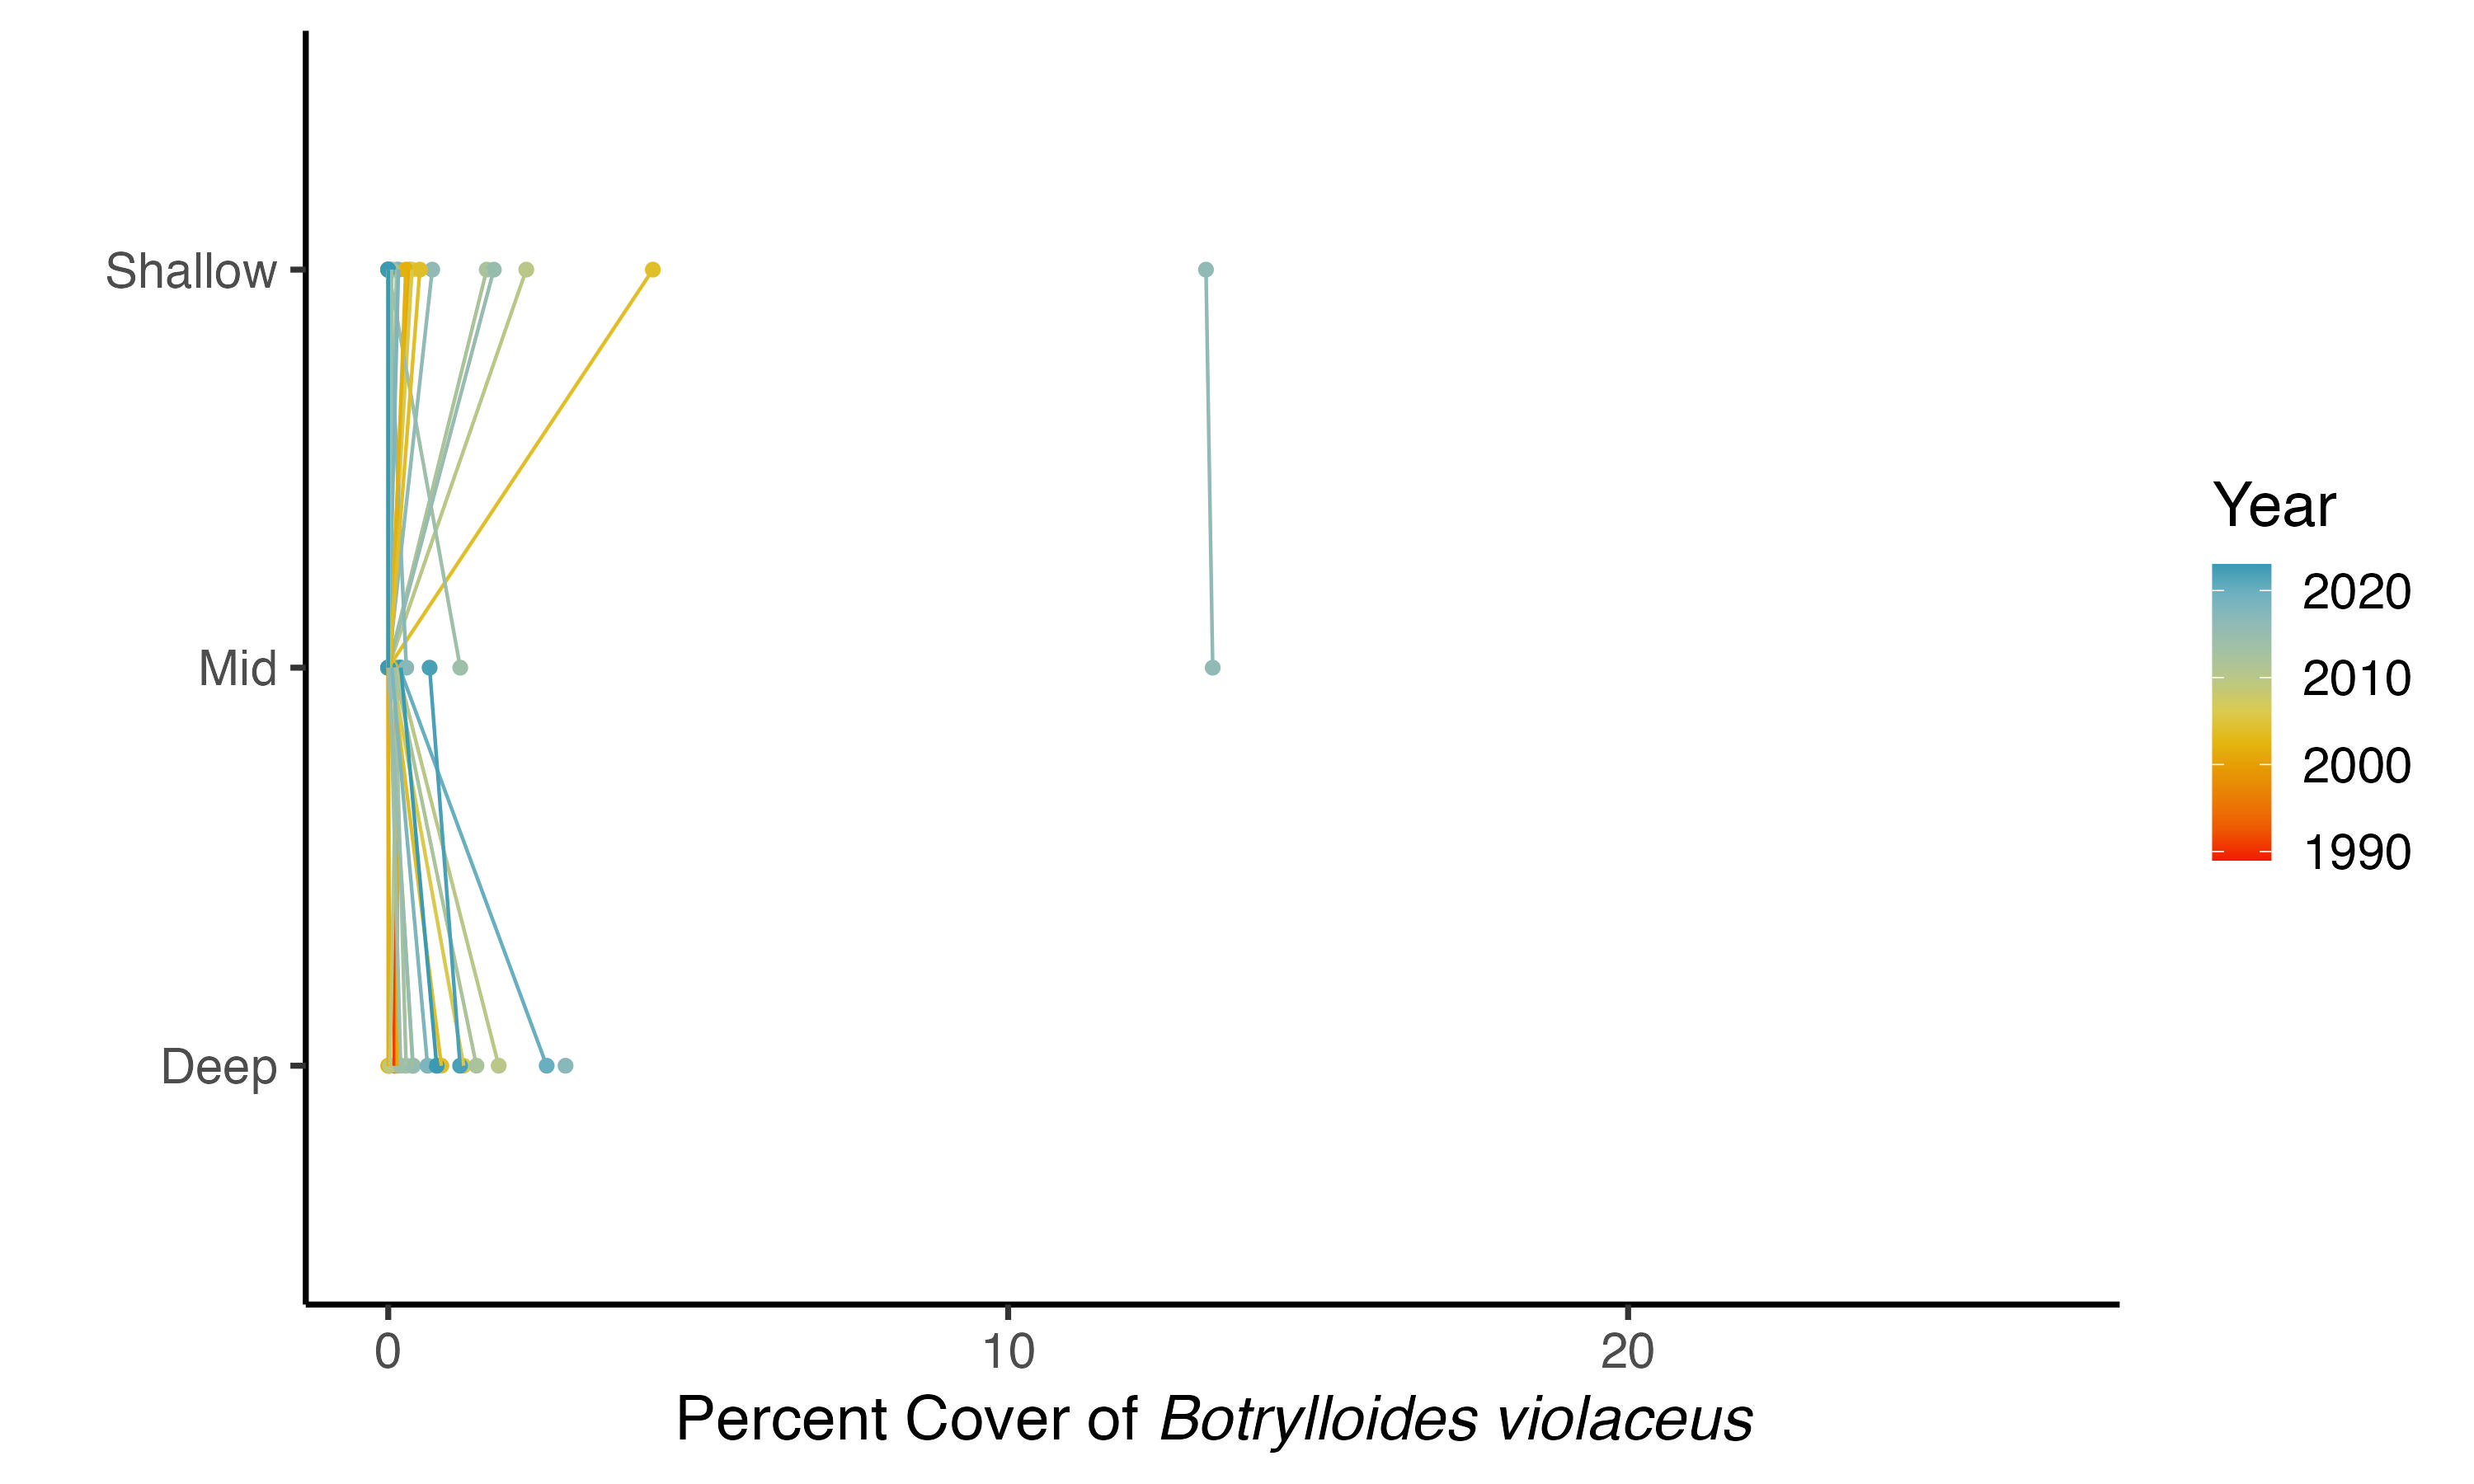 Shallow
Mid
Deep
0
10
20
Percent Cover of Botrylloides violaceus
Year
2020
2010
2000
1990